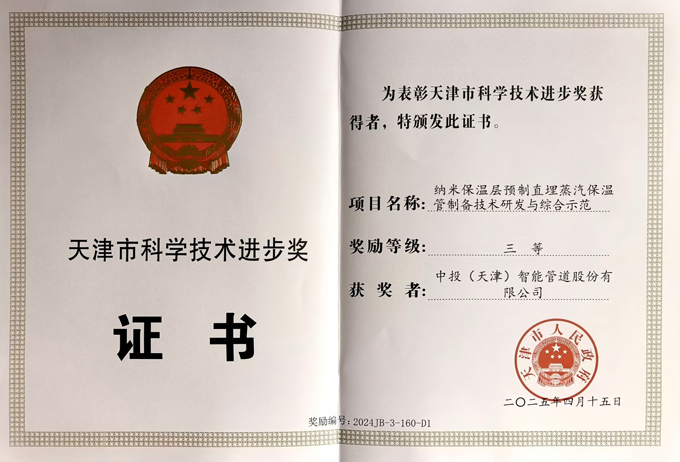 天津市科学技术进步奖
证 书
为表彰天津市科学技术进步奖获
得者，特颁发此证书。
项目名称：纳米保温层预制直埋蒸汽保温
管制备技术研发与综合示范
奖励等级：三 等
获 奖 者：中投（天津）智能管道股份有
限公司
天津市人民政府
二〇二五年四月十五日
奖励编号：2024JB-3-160-D1